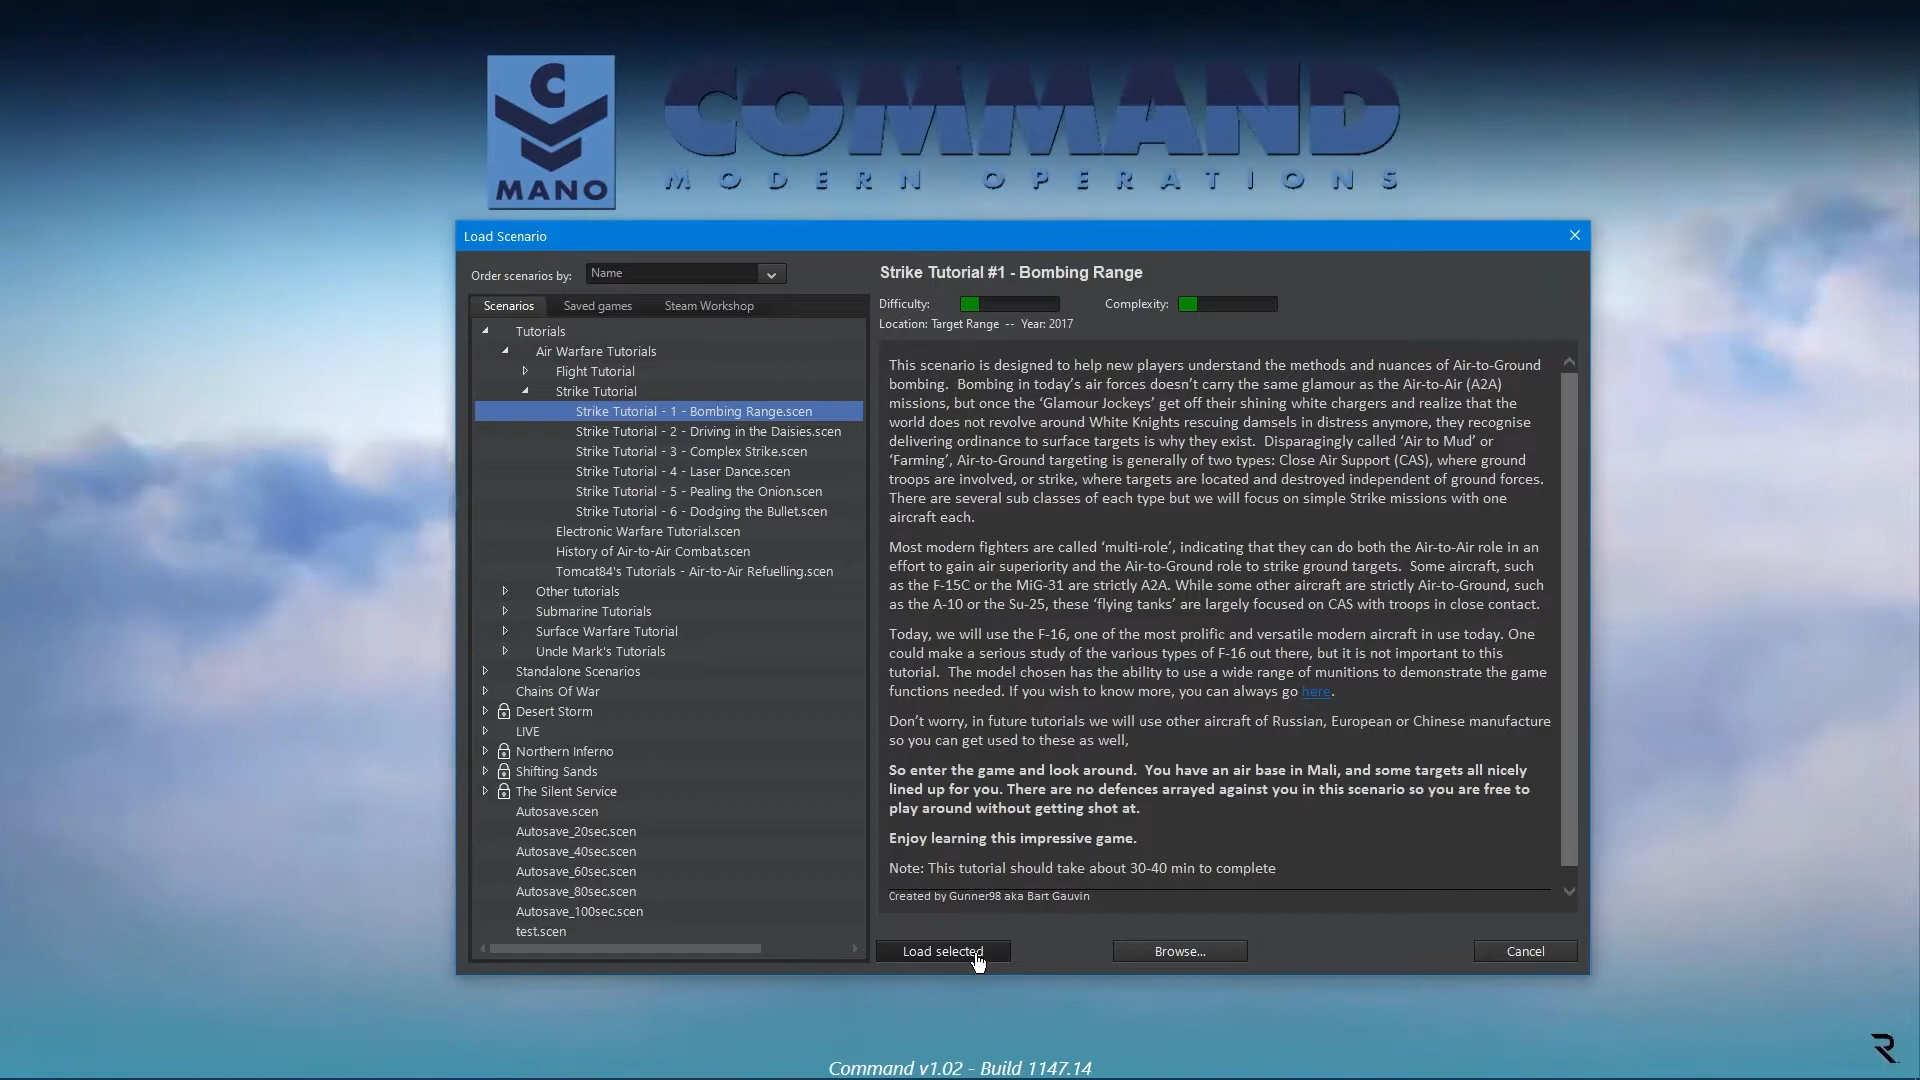 C
MANO
COMMAND
MODERN OPERATIONS
Load Scenario
Order scenarios by:
Name
Scenarios
Saved games
Steam Workshop
Tutorials
Air Warfare Tutorials
Flight Tutorial
Strike Tutorial
Strike Tutorial - 1 - Bombing Range.scen
Strike Tutorial - 2 - Driving in the Daisies.scen
Strike Tutorial - 3 - Complex Strike.scen
Strike Tutorial - 4 - Laser Dance.scen
Strike Tutorial - 5 - Pealing the Onion.scen
Strike Tutorial - 6 - Dodging the Bullet.scen
Electronic Warfare Tutorial.scen
History of Air-to-Air Combat.scen
Tomcat84's Tutorials - Air-to-Air Refuelling.scen
Other tutorials
Submarine Tutorials
Surface Warfare Tutorial
Uncle Mark's Tutorials
Standalone Scenarios
Chains Of War
Desert Storm
LIVE
Northern Inferno
Shifting Sands
The Silent Service
Autosave.scen
Autosave_20sec.scen
Autosave_40sec.scen
Autosave_60sec.scen
Autosave_80sec.scen
Autosave_100sec.scen
test.scen
Strike Tutorial #1 - Bombing Range
Difficulty:
Complexity:
Location: Target Range -- Year: 2017
This scenario is designed to help new players understand the methods and nuances of Air-to-Ground
bombing. Bombing in today's air forces doesn't carry the same glamour as the Air-to-Air (A2A)
missions, but once the ‘Glamour Jockeys’ get off their shining white chargers and realize that the
world does not revolve around White Knights rescuing damsels in distress anymore, they recognise
delivering ordinance to surface targets is why they exist. Disparagingly called ‘Air to Mud’ or
‘Farming’, Air-to-Ground targeting is generally of two types: Close Air Support (CAS), where ground
troops are involved, or strike, where targets are located and destroyed independent of ground forces.
There are several sub classes of each type but we will focus on simple Strike missions with one
aircraft each.
Most modern fighters are called ‘multi-role’, indicating that they can do both the Air-to-Air role in an
effort to gain air superiority and the Air-to-Ground role to strike ground targets. Some aircraft, such
as the F-15C or the MiG-31 are strictly A2A. While some other aircraft are strictly Air-to-Ground, such
as the A-10 or the Su-25, these ‘flying tanks’ are largely focused on CAS with troops in close contact.
Today, we will use the F-16, one of the most prolific and versatile modern aircraft in use today. One
could make a serious study of the various types of F-16 out there, but it is not important to this
tutorial. The model chosen has the ability to use a wide range of munitions to demonstrate the game
functions needed. If you wish to know more, you can always go here.
Don’t worry, in future tutorials we will use other aircraft of Russian, European or Chinese manufacture
so you can get used to these as well,
So enter the game and look around. You have an air base in Mali, and some targets all nicely
lined up for you. There are no defences arrayed against you in this scenario so you are free to
play around without getting shot at.
Enjoy learning this impressive game.
Note: This tutorial should take about 30-40 min to complete
Created by Gunner98 aka Bart Gauvin
Load selected
Browse...
Cancel
Command v1.02 - Build 1147.14